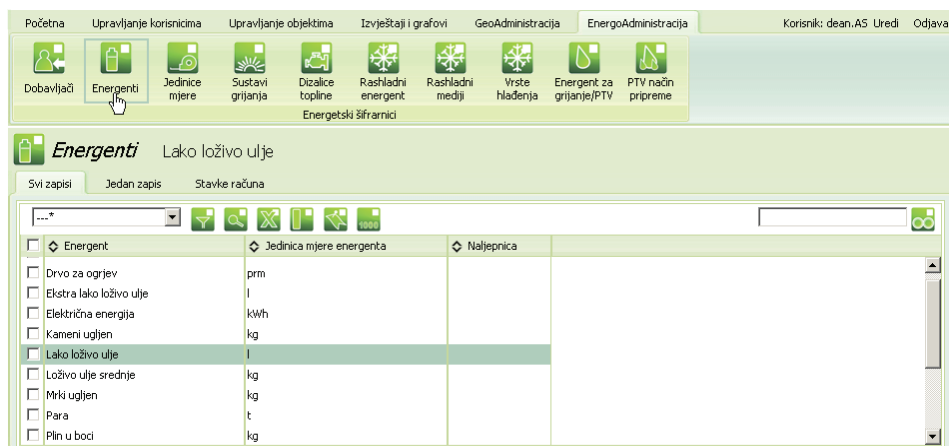 Početna Upravljanje korisnicima Upravljanje objektima Izvještaji i grafovi GeoAdministracija EnergoAdministracija Korisnik: dean.AS Uredi Odjava
Dobavljači Energenti Jedinice mjere Sustavi grijanja Dizalice topline Rashladni energent Rashladni mediji Vrste hlađenja Energent za grijanje/PTV PTV način pripreme
Energetski šifrarnici
Energenti Lako loživo ulje
Svi zapisi Jedan zapis Stavke računa
---* 1000
Energent Jedinica mjere energenta Naljepnica
Drvo za ogrjev prm
Ekstra lako loživo ulje l
Električna energija kWh
Kameni ugljen kg
Lako loživo ulje l
Loživo ulje srednje kg
Mrki ugljen kg
Para t
Plin u boci kg